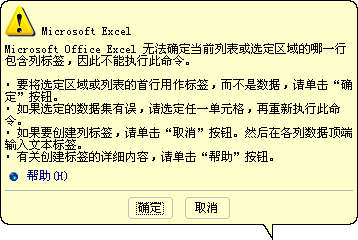 Microsoft Excel
Microsoft Office Excel 无法确定当前列表或选定区域的哪一行
包含列标签，因此不能执行此命令。
• 要将选定区域或列表的首行用作标签，而不是数据，请单击“确
定”按钮。
• 如果选定的数据集有误，请选定任一单元格，再重新执行此命
令。
• 如果要创建列标签，请单击“取消”按钮。然后在各列数据顶端
输入文本标签。
• 有关创建标签的详细内容，请单击“帮助”按钮。
帮助(H)
确定 取消